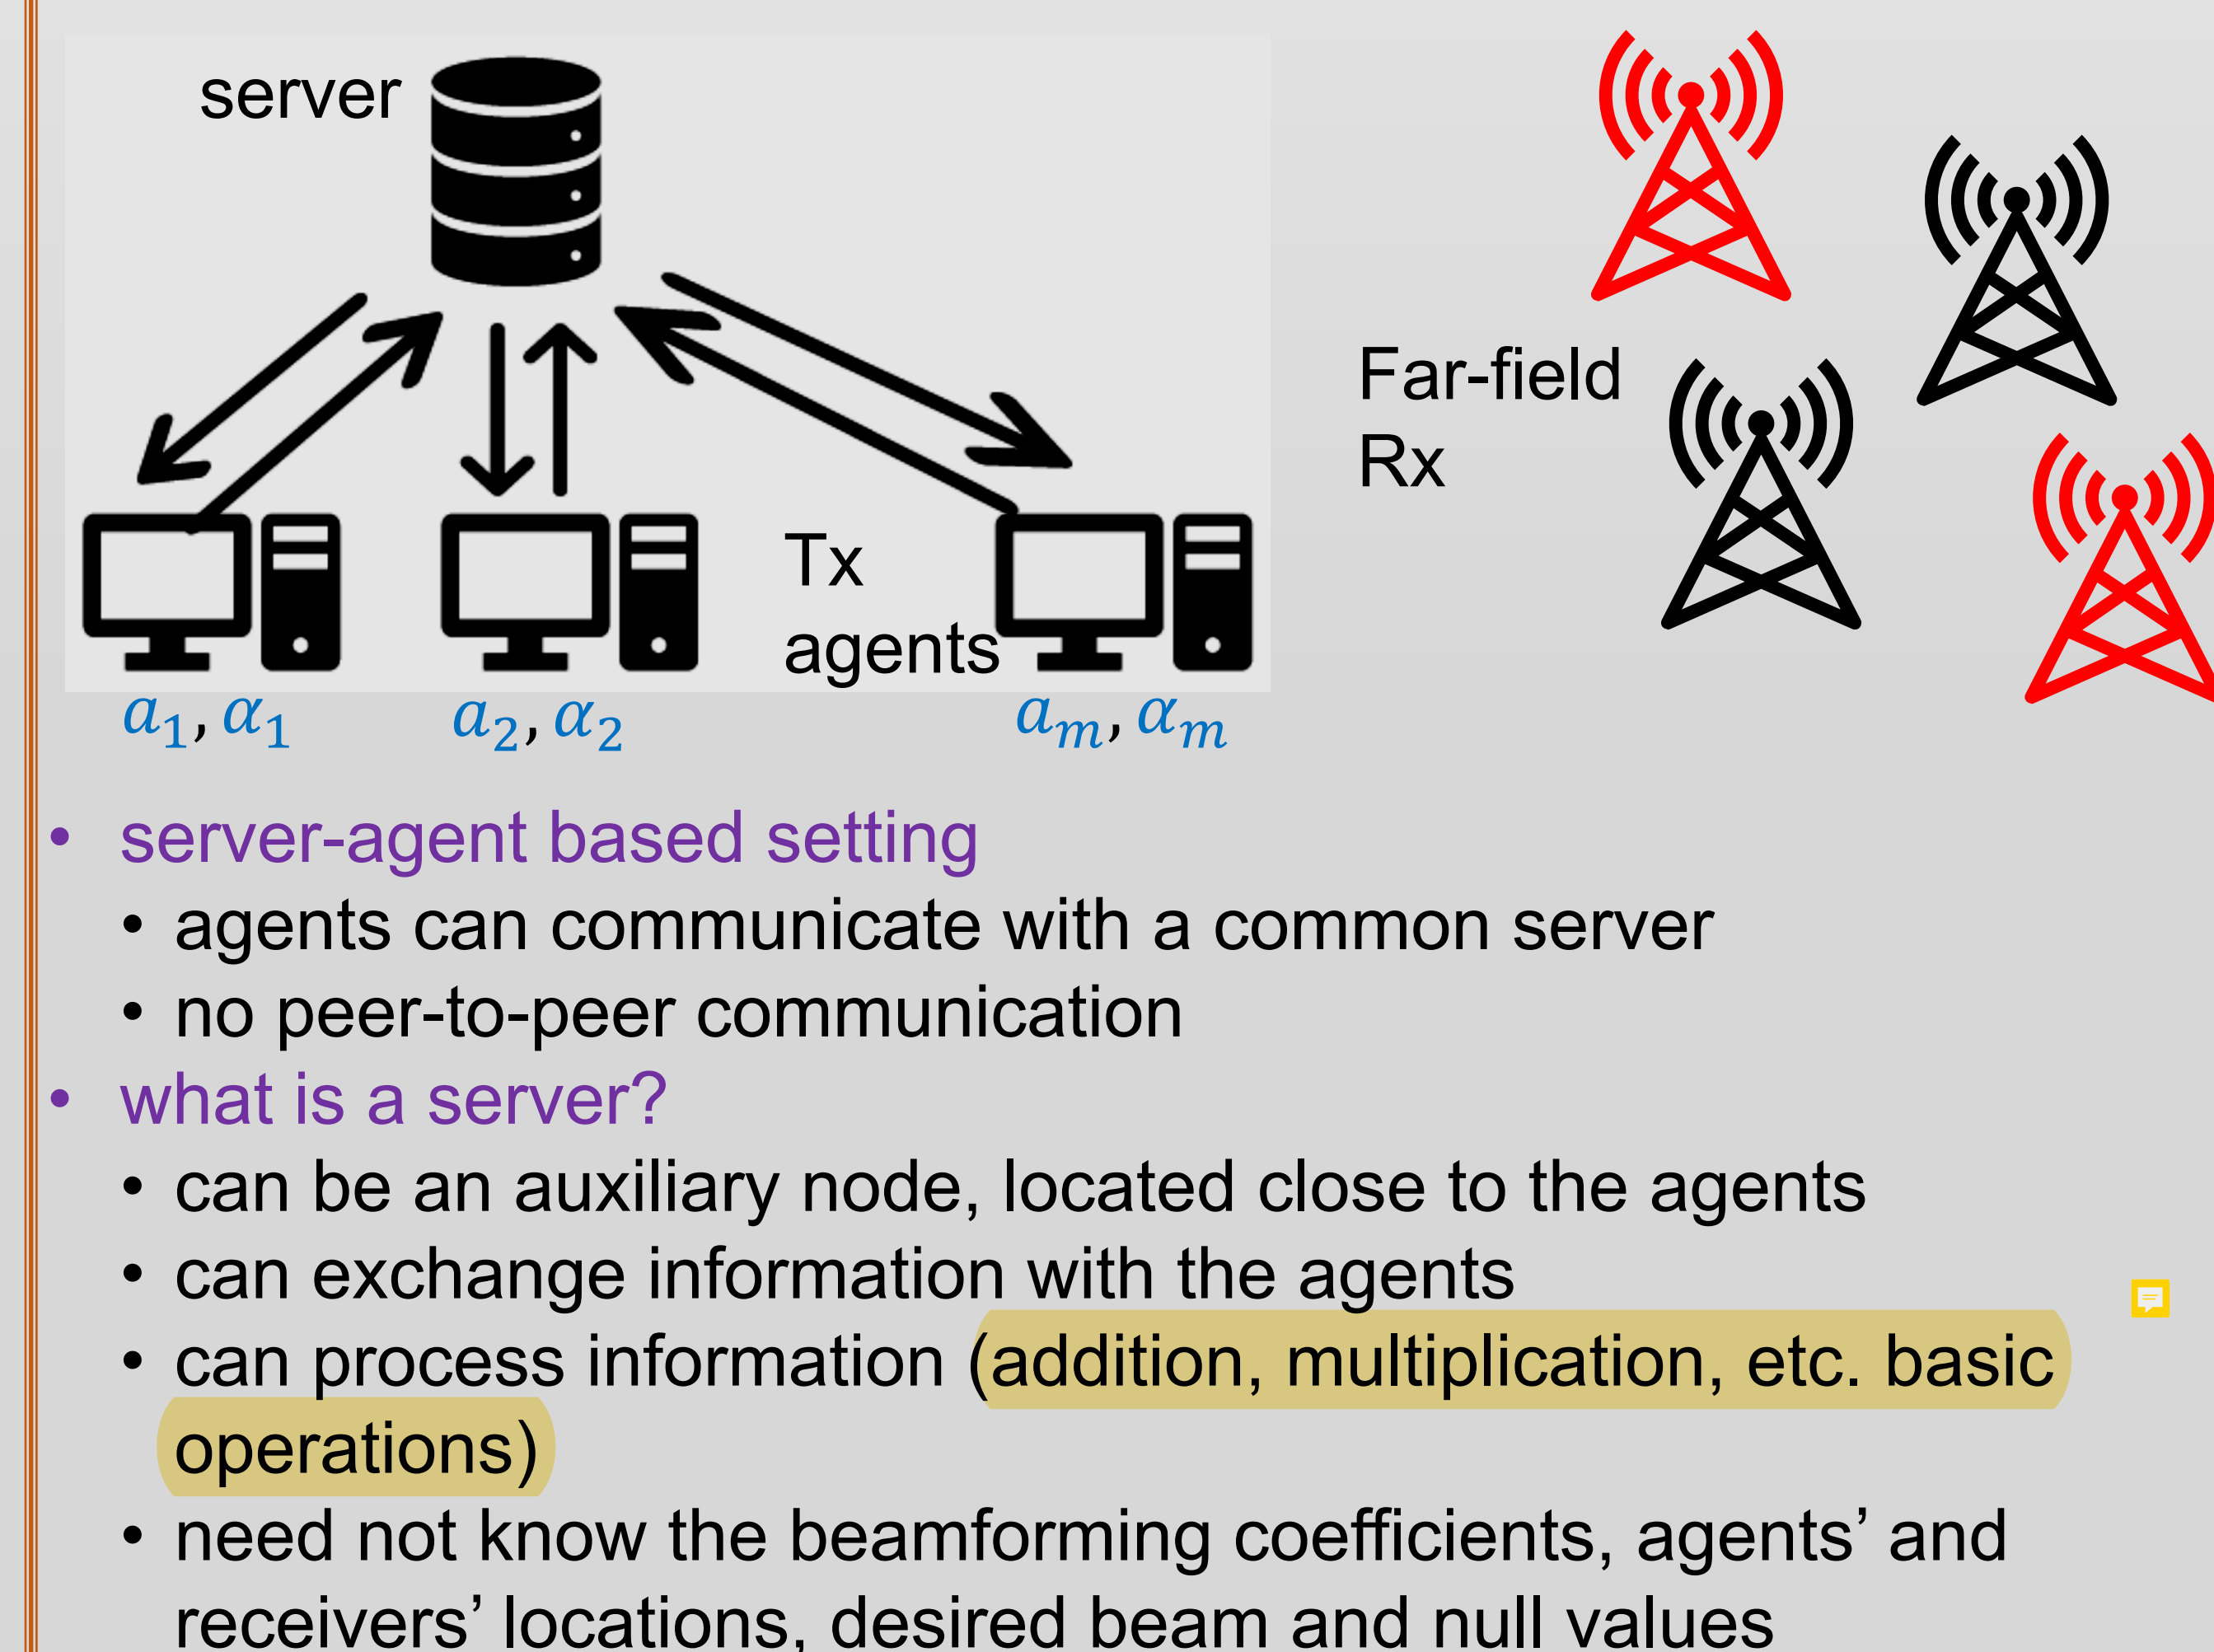 server
Far-field
Rx
Tx
agents
𝑎₁, 𝛼₁
𝑎₂, 𝛼₂
𝑎ₘ, 𝛼ₘ
• server-agent based setting
• agents can communicate with a common server
• no peer-to-peer communication
• what is a server?
• can be an auxiliary node, located close to the agents
• can exchange information with the agents
• can process information (addition, multiplication, etc. basic
operations)
• need not know the beamforming coefficients, agents’ and
receivers’ locations, desired beam and null values